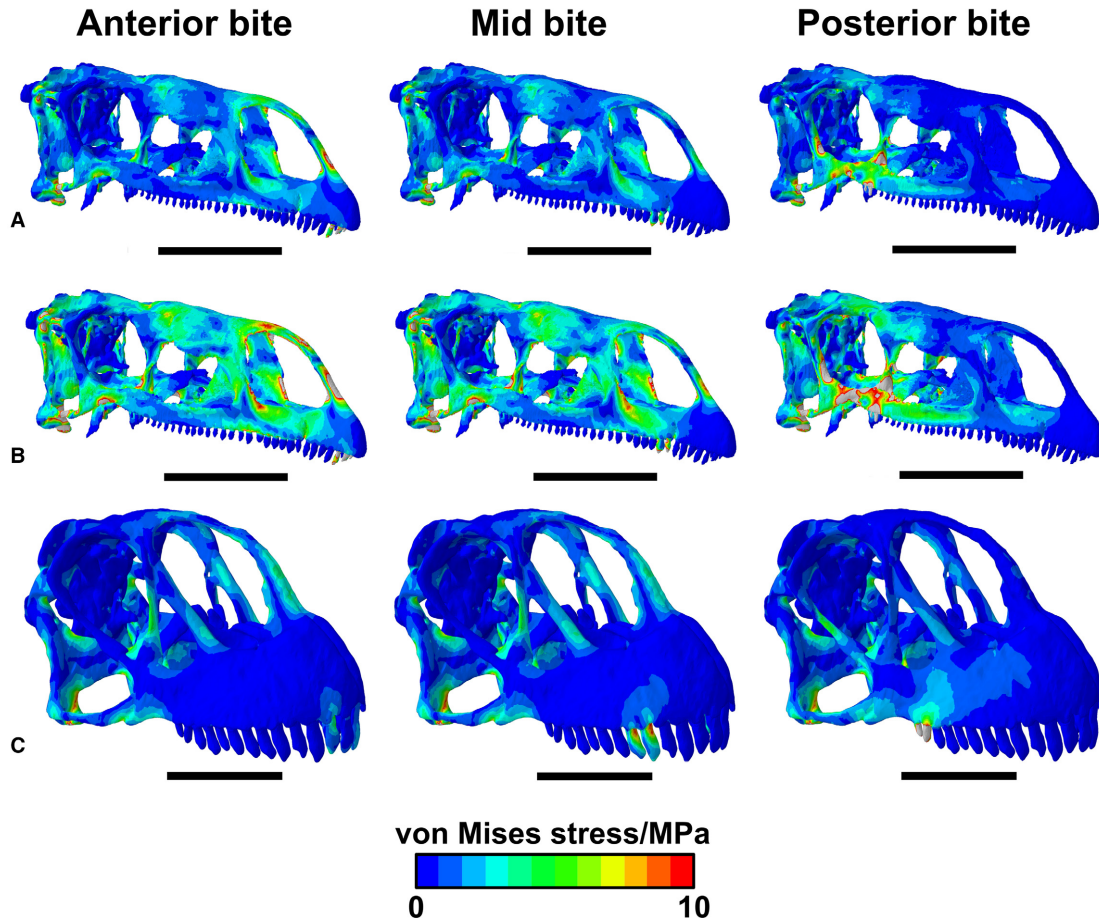 Anterior bite Mid bite Posterior bite
A
B
C
von Mises stress/MPa
0 10